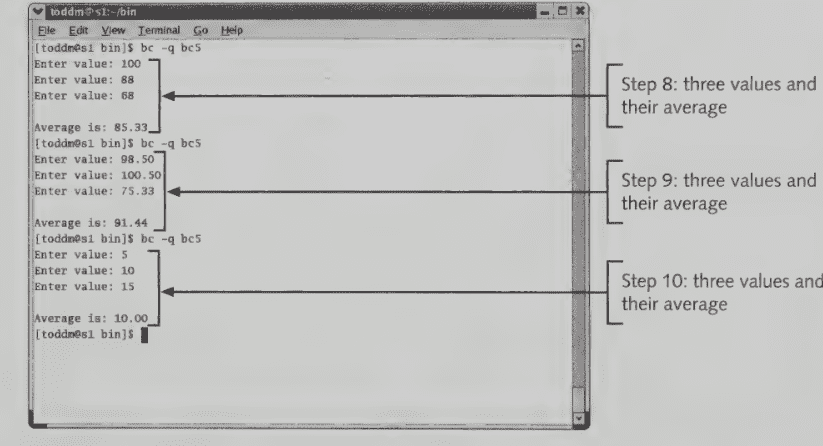 toddm@s1:~/bin
File Edit View Terminal Go Help
[toddm@s1 bin]$ bc -q bc5
Enter value: 100
Enter value: 88
Enter value: 68
Average is: 85.33
[toddm@s1 bin]$ bc -q bc5
Enter value: 98.50
Enter value: 100.50
Enter value: 75.33
Average is: 91.44
[toddm@s1 bin]$ bc -q bc5
Enter value: 5
Enter value: 10
Enter value: 15
Average is: 10.00
[toddm@s1 bin]$
Step 8: three values and
their average
Step 9: three values and
their average
Step 10: three values and
their average